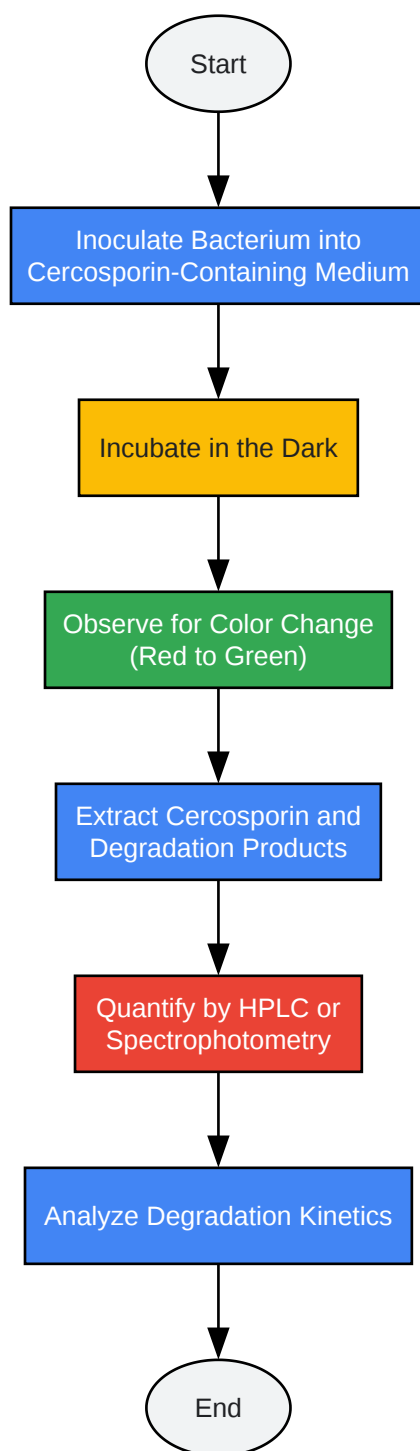 Start
Inoculate Bacterium into
Cercosporin-Containing Medium
Incubate in the Dark
Observe for Color Change
(Red to Green)
Extract Cercosporin and
Degradation Products
Quantify by HPLC or
Spectrophotometry
Analyze Degradation Kinetics
End